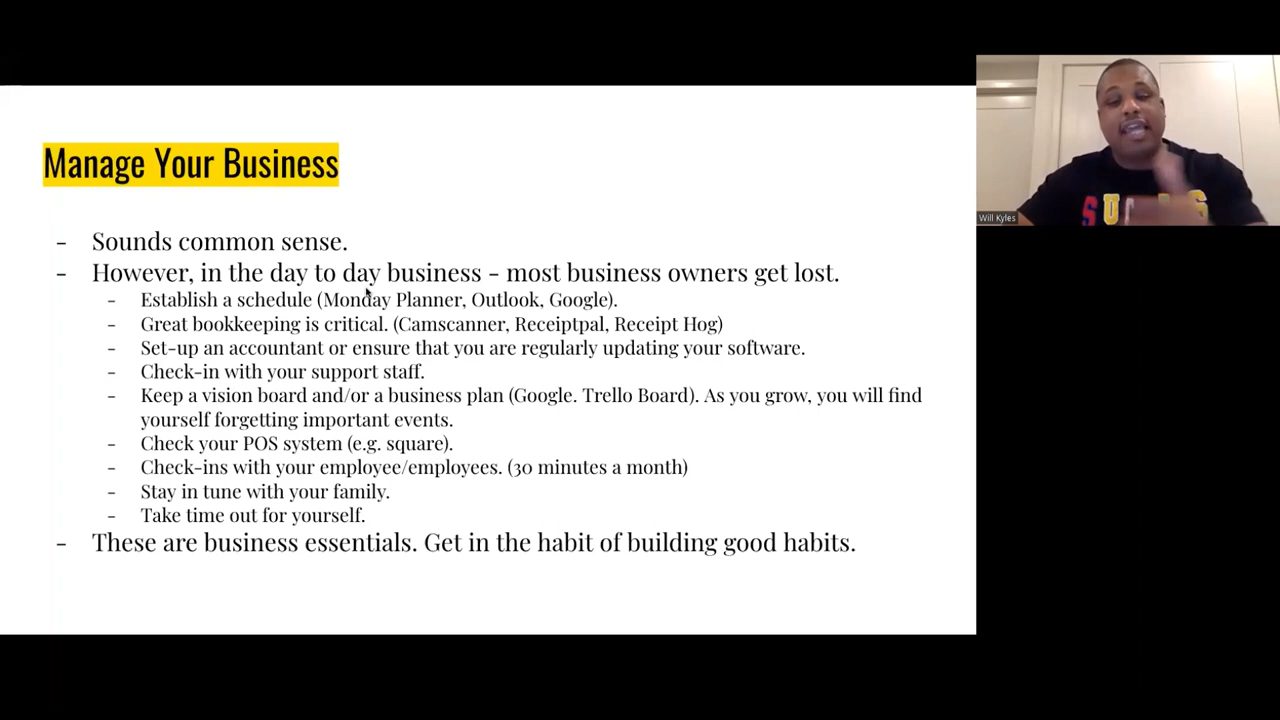 Manage Your Business
- Sounds common sense.
- However, in the day to day business - most business owners get lost.
- Establish a schedule (Monday Planner, Outlook, Google).
- Great bookkeeping is critical. (Camscanner, Receiptpal, Receipt Hog)
- Set-up an accountant or ensure that you are regularly updating your software.
- Check-in with your support staff.
- Keep a vision board and/or a business plan (Google. Trello Board). As you grow, you will find
yourself forgetting important events.
- Check your POS system (e.g. square).
- Check-ins with your employee/employees. (30 minutes a month)
- Stay in tune with your family.
- Take time out for yourself.
- These are business essentials. Get in the habit of building good habits.
Will Kyles